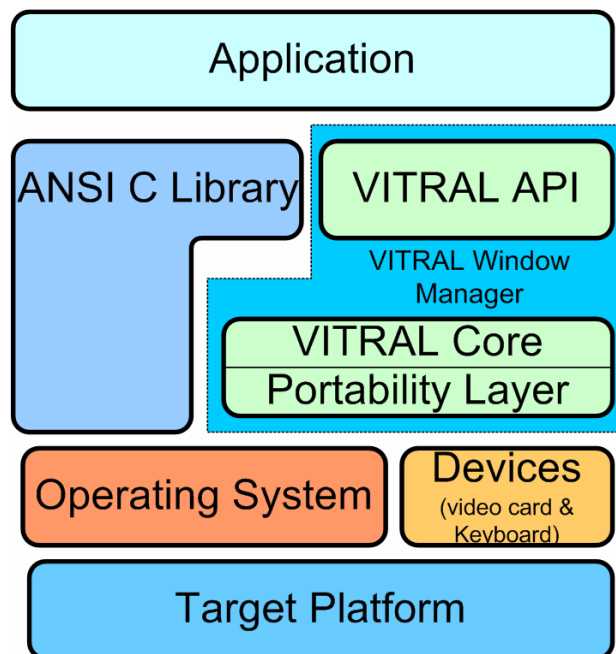 Application
ANSI C Library
VITRAL API
VITRAL Window
Manager
VITRAL Core
Portability Layer
Operating System
Devices
(video card &
Keyboard)
Target Platform